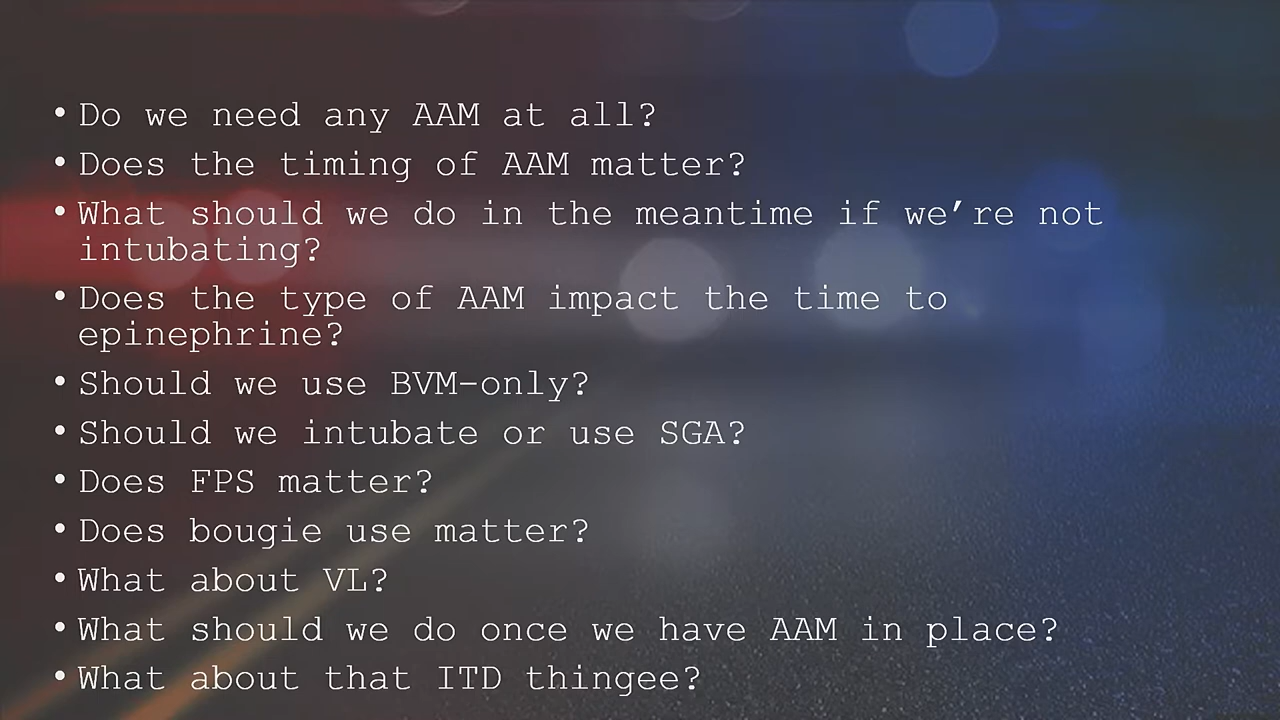 • Do we need any AAM at all?
• Does the timing of AAM matter?
• What should we do in the meantime if we’re not
intubating?
• Does the type of AAM impact the time to
epinephrine?
• Should we use BVM-only?
• Should we intubate or use SGA?
• Does FPS matter?
• Does bougie use matter?
• What about VL?
• What should we do once we have AAM in place?
• What about that ITD thingee?